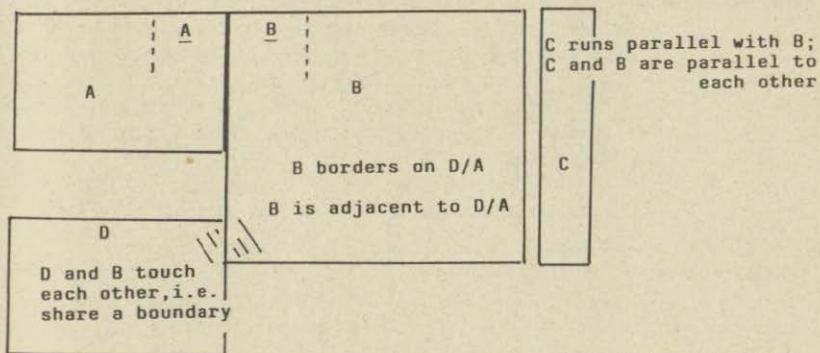 A
B
A
B
C runs parallel with B;
C and B are parallel to
each other
B borders on D/A
C
B is adjacent to D/A
D
D and B touch
each other,i.e.
share a boundary